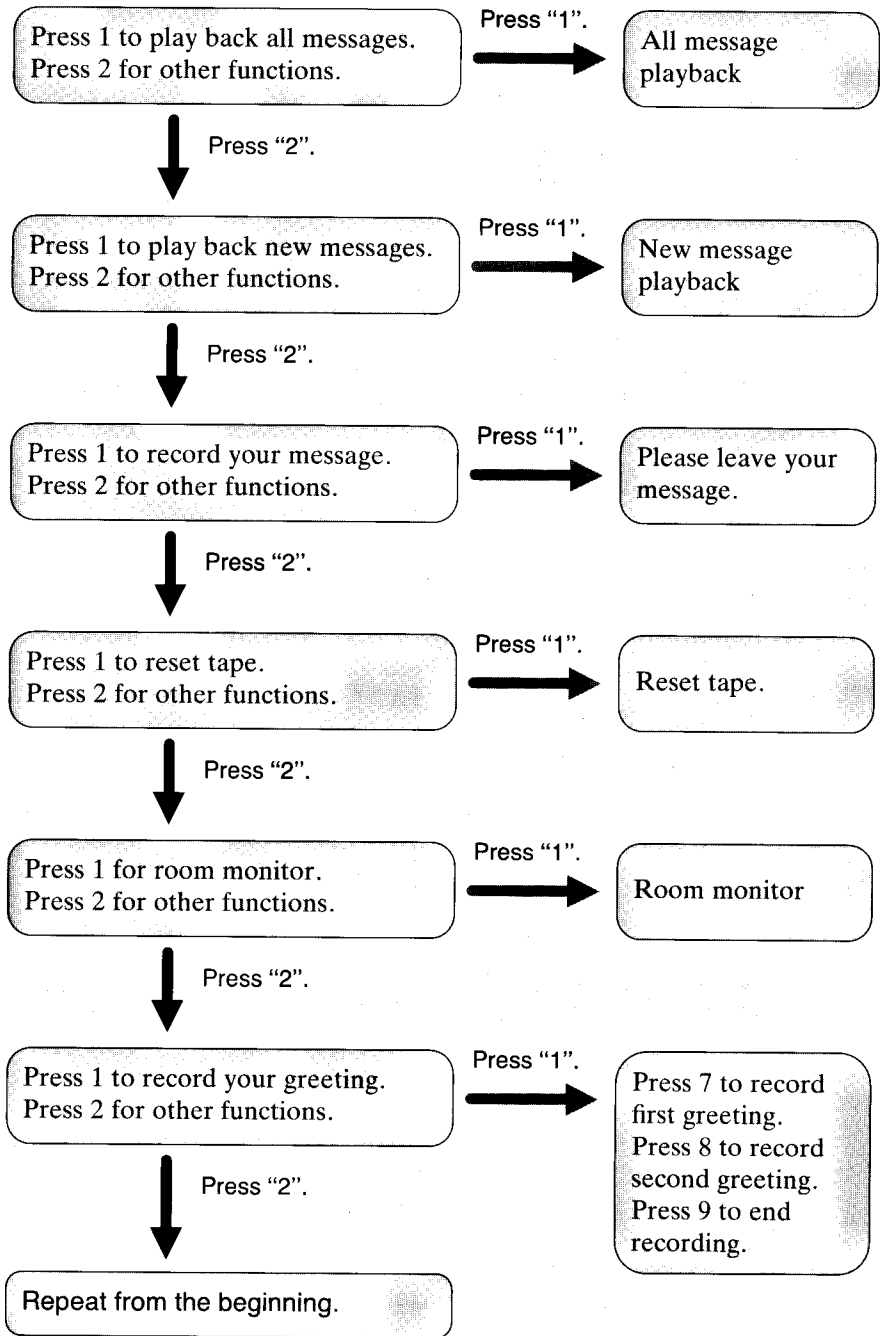 Press 1 to play back all messages.
Press 2 for other functions.
Press “1”.
All message
playback
Press “2”.
Press 1 to play back new messages.
Press 2 for other functions.
Press “1”.
New message
playback
Press “2”.
Press 1 to record your message.
Press 2 for other functions.
Press “1”.
Please leave your
message.
Press “2”.
Press 1 to reset tape.
Press 2 for other functions.
Press “1”.
Reset tape.
Press “2”.
Press 1 for room monitor.
Press 2 for other functions.
Press “1”.
Room monitor
Press “2”.
Press 1 to record your greeting.
Press 2 for other functions.
Press “1”.
Press 7 to record
first greeting.
Press 8 to record
second greeting.
Press 9 to end
recording.
Press “2”.
Repeat from the beginning.